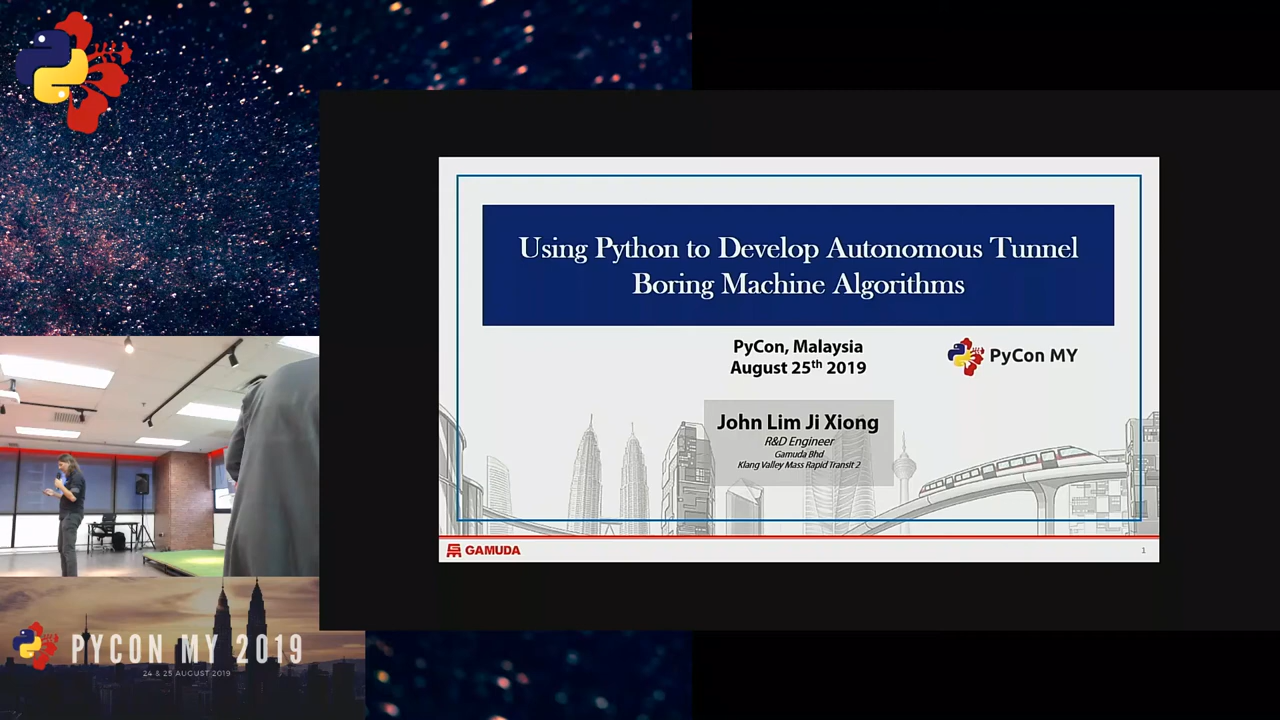 Using Python to Develop Autonomous Tunnel
Boring Machine Algorithms
PyCon, Malaysia
August 25th 2019
PyCon MY
John Lim Ji Xiong
R&D Engineer
Gamuda Bhd
Klang Valley Mass Rapid Transit 2
GAMUDA
1
PYCON MY 2019
24 & 25 AUGUST 2019